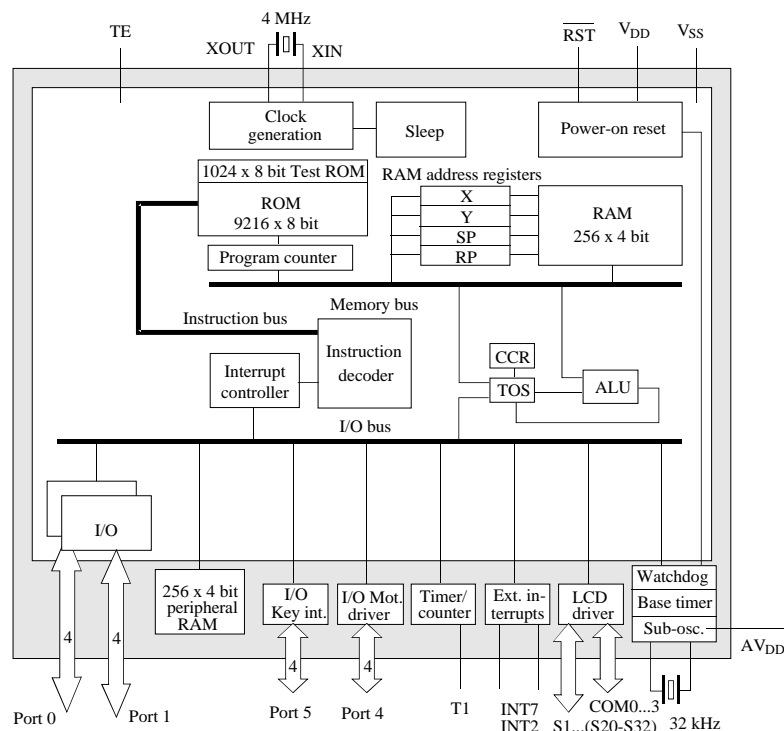 4 MHz
TE
XOUT
XIN
RST
VDD
VSS
Clock
generation
Sleep
Power-on reset
1024 x 8 bit Test ROM
ROM
9216 x 8 bit
Program counter
RAM address registers
X
Y
SP
RP
RAM
256 x 4 bit
Instruction bus
Memory bus
Instruction
decoder
Interrupt
controller
CCR
TOS
ALU
I/O bus
I/O
256 x 4 bit
peripheral
RAM
I/O
Key int.
I/O Mot.
driver
Timer/
counter
Ext. in-
terrupts
LCD
driver
Watchdog
Base timer
Sub-osc.
4
4
4
4
AVDD
Port 0
Port 1
Port 5
Port 4
T1
INT7
INT2
COM0...3
S1...(S20-S32)
32 kHz